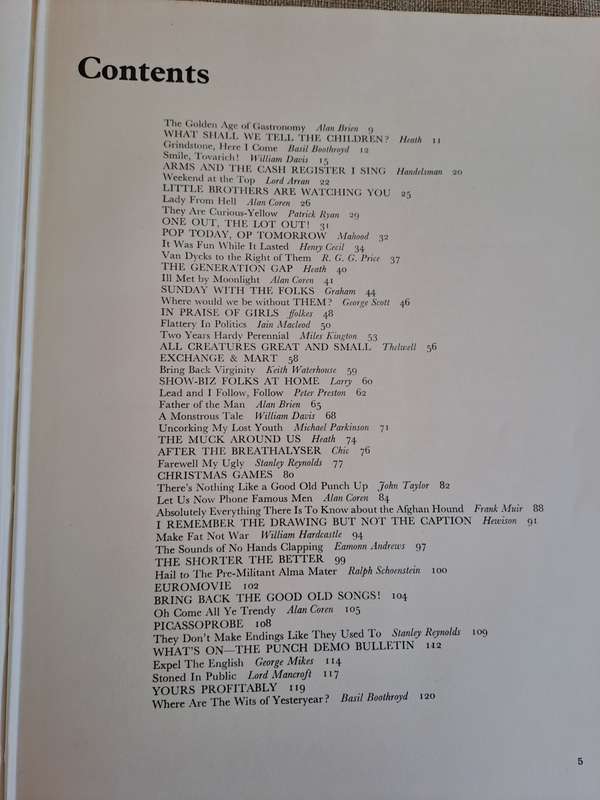 Contents
The Golden Age of Gastronomy Alan Brien 9
WHAT SHALL WE TELL THE CHILDREN? Heath 11
Grindstone, Here I Come Basil Boothroyd 12
Smile, Tovarich! William Davis 15
ARMS AND THE CASH REGISTER I SING Handelsman 20
Weekend at the Top Lord Arran 22
LITTLE BROTHERS ARE WATCHING YOU 25
Lady From Hell Alan Coren 26
They Are Curious-Yellow Patrick Ryan 29
ONE OUT, THE LOT OUT! 31
POP TODAY, OP TOMORROW Mahood 32
It Was Fun While It Lasted Henry Cecil 34
Van Dycks to the Right of Them R. G. G. Price 37
THE GENERATION GAP Heath 40
Ill Met by Moonlight Alan Coren 41
SUNDAY WITH THE FOLKS Graham 44
Where would we be without THEM? George Scott 46
IN PRAISE OF GIRLS ffolkes 48
Flattery In Politics Iain Macleod 50
Two Years Hardy Perennial Miles Kington 53
ALL CREATURES GREAT AND SMALL Thelwell 56
EXCHANGE & MART 58
Bring Back Virginity Keith Waterhouse 59
SHOW-BIZ FOLKS AT HOME Larry 60
Lead and I Follow, Follow Peter Preston 62
Father of the Man Alan Brien 65
A Monstrous Tale William Davis 68
Uncorking My Lost Youth Michael Parkinson 71
THE MUCK AROUND US Heath 74
AFTER THE BREATHALYSER Chic 76
Farewell My Ugly Stanley Reynolds 77
CHRISTMAS GAMES 80
There's Nothing Like a Good Old Punch Up John Taylor 82
Let Us Now Phone Famous Men Alan Coren 84
Absolutely Everything There Is To Know about the Afghan Hound Frank Muir 88
I REMEMBER THE DRAWING BUT NOT THE CAPTION Hewison 91
Make Fat Not War William Hardcastle 94
The Sounds of No Hands Clapping Eamonn Andrews 97
THE SHORTER THE BETTER 99
Hail to The Pre-Militant Alma Mater Ralph Schoenstein 100
EUROMOVIE 102
BRING BACK THE GOOD OLD SONGS! 104
Oh Come All Ye Trendy Alan Coren 105
PICASSOPROBE 108
They Don't Make Endings Like They Used To Stanley Reynolds 109
WHAT'S ON—THE PUNCH DEMO BULLETIN 112
Expel The English George Mikes 114
Stoned In Public Lord Mancroft 117
YOURS PROFITABLY 119
Where Are The Wits of Yesteryear? Basil Boothroyd 120
5